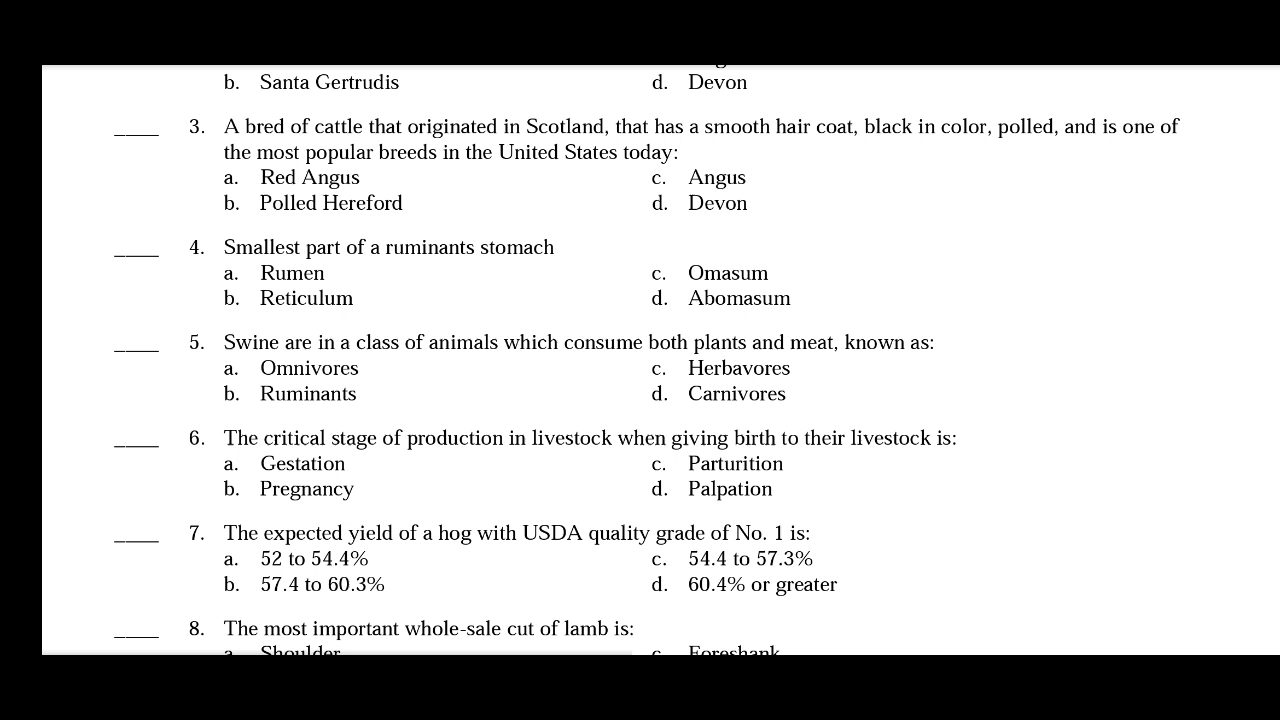 b. Santa Gertrudis d. Devon
____ 3. A bred of cattle that originated in Scotland, that has a smooth hair coat, black in color, polled, and is one of
the most popular breeds in the United States today:
a. Red Angus c. Angus
b. Polled Hereford d. Devon
____ 4. Smallest part of a ruminants stomach
a. Rumen c. Omasum
b. Reticulum d. Abomasum
____ 5. Swine are in a class of animals which consume both plants and meat, known as:
a. Omnivores c. Herbavores
b. Ruminants d. Carnivores
____ 6. The critical stage of production in livestock when giving birth to their livestock is:
a. Gestation c. Parturition
b. Pregnancy d. Palpation
____ 7. The expected yield of a hog with USDA quality grade of No. 1 is:
a. 52 to 54.4% c. 54.4 to 57.3%
b. 57.4 to 60.3% d. 60.4% or greater
____ 8. The most important whole-sale cut of lamb is:
a. Shoulder c. Foreshank